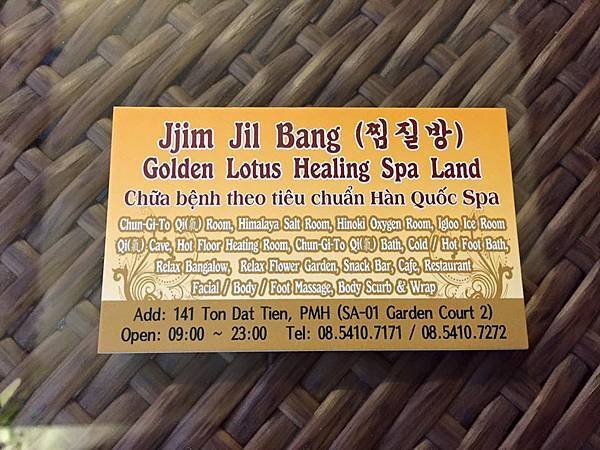 Jjim Jil Bang (찜질방)
Golden Lotus Healing Spa Land
Chữa bệnh theo tiêu chuẩn Hàn Quốc Spa
Chun-Gi-To Qi(氣) Room, Himalaya Salt Room, Hinoki Oxygen Room, Igloo Ice Room
Qi(氣) Cave, Hot Floor Heating Room, Chun-Gi-To Qi(氣) Bath, Cold / Hot Foot Bath,
Relax Bangalow, Relax Flower Garden, Snack Bar, Cafe, Restaurant
Facial / Body / Foot Massage, Body Scurb & Wrap
Add: 141 Ton Dat Tien, PMH (SA-01 Garden Court 2)
Open: 09:00 ~ 23:00 Tel: 08.5410.7171 / 08.5410.7272